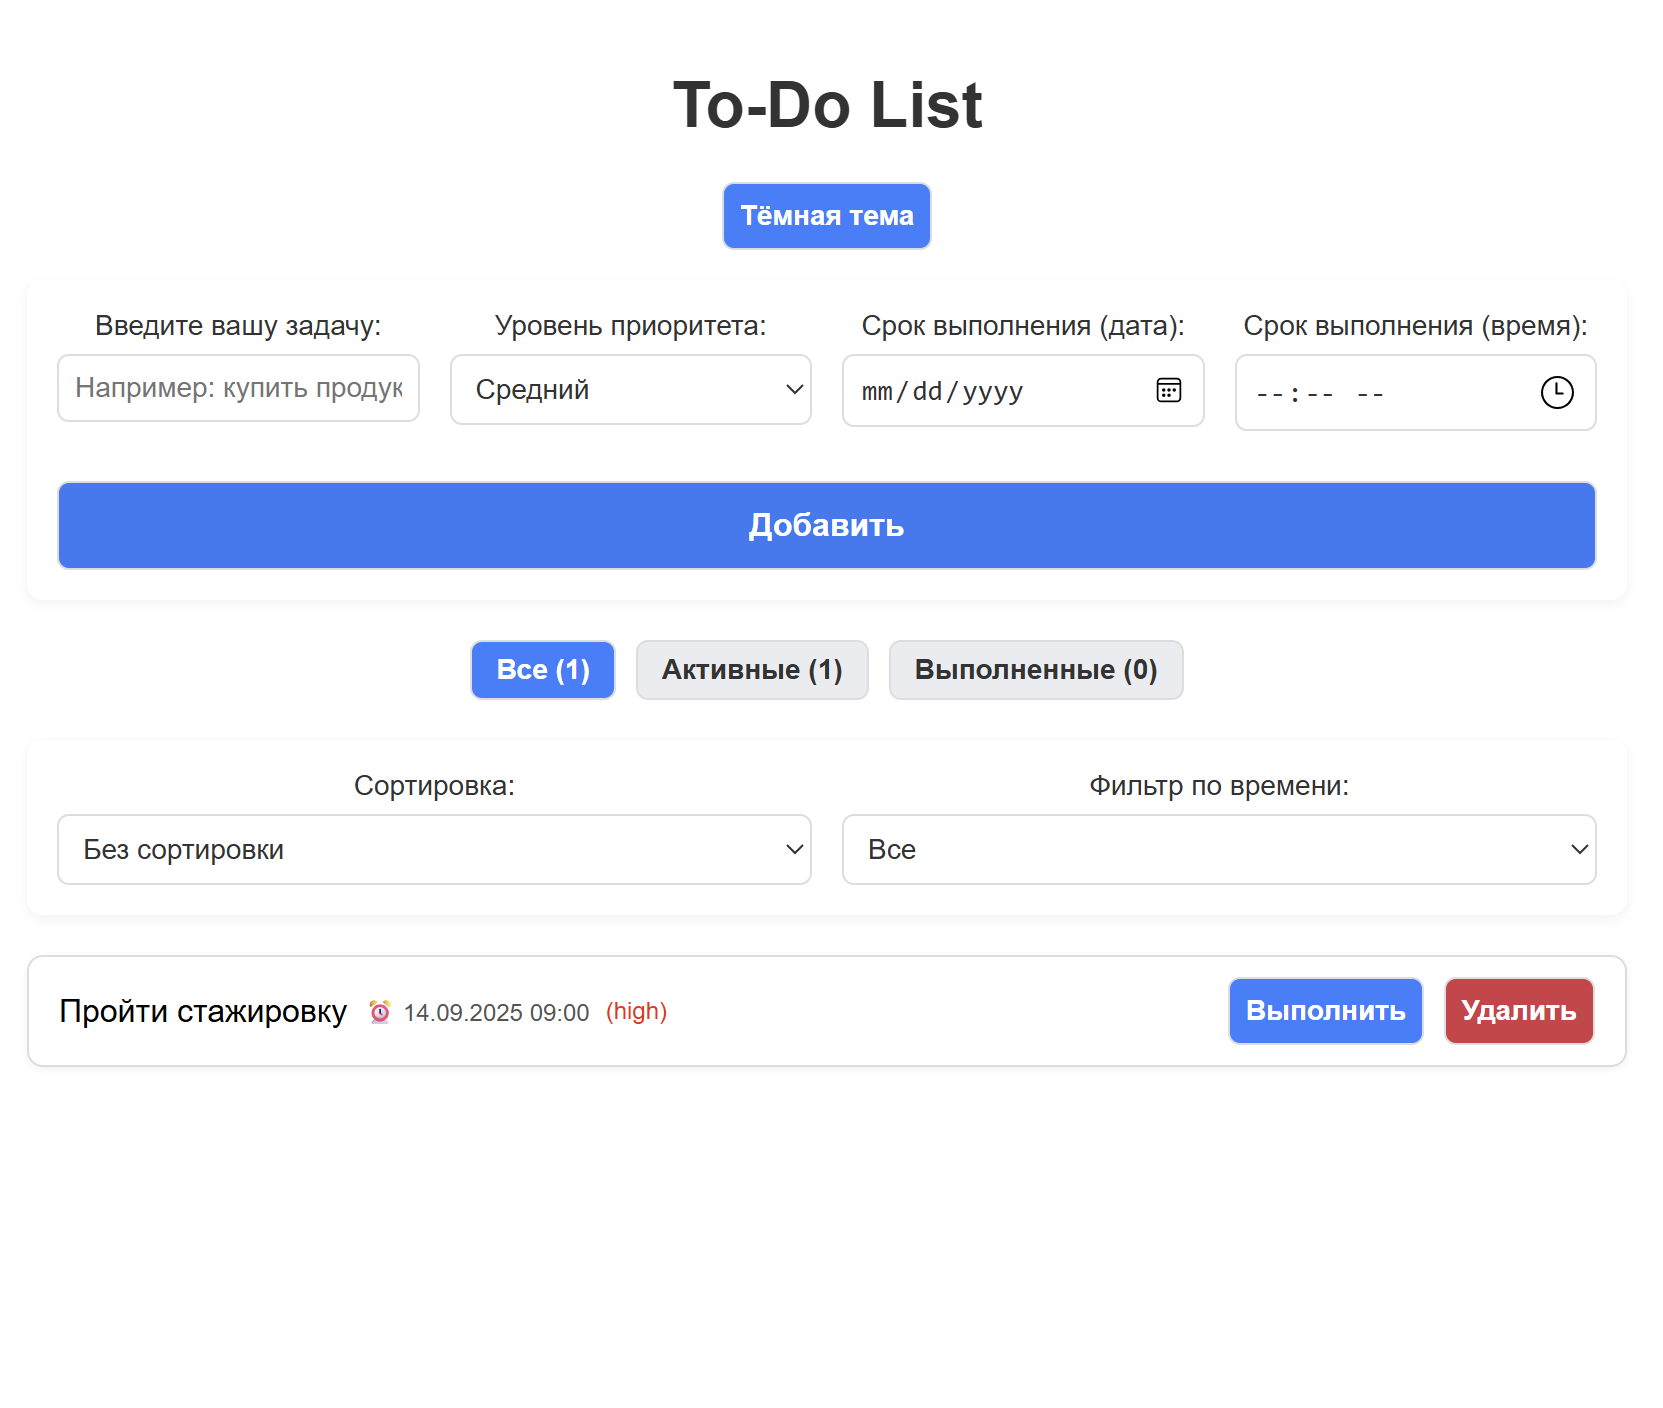 To-Do List
Тёмная тема
Введите вашу задачу: Уровень приоритета: Срок выполнения (дата): Срок выполнения (время):
Например: купить продук Средний mm/dd/yyyy --:-- --
Добавить
Все (1) Активные (1) Выполненные (0)
Сортировка: Фильтр по времени:
Без сортировки Все
Пройти стажировку ⏰ 14.09.2025 09:00 (high) Выполнить Удалить